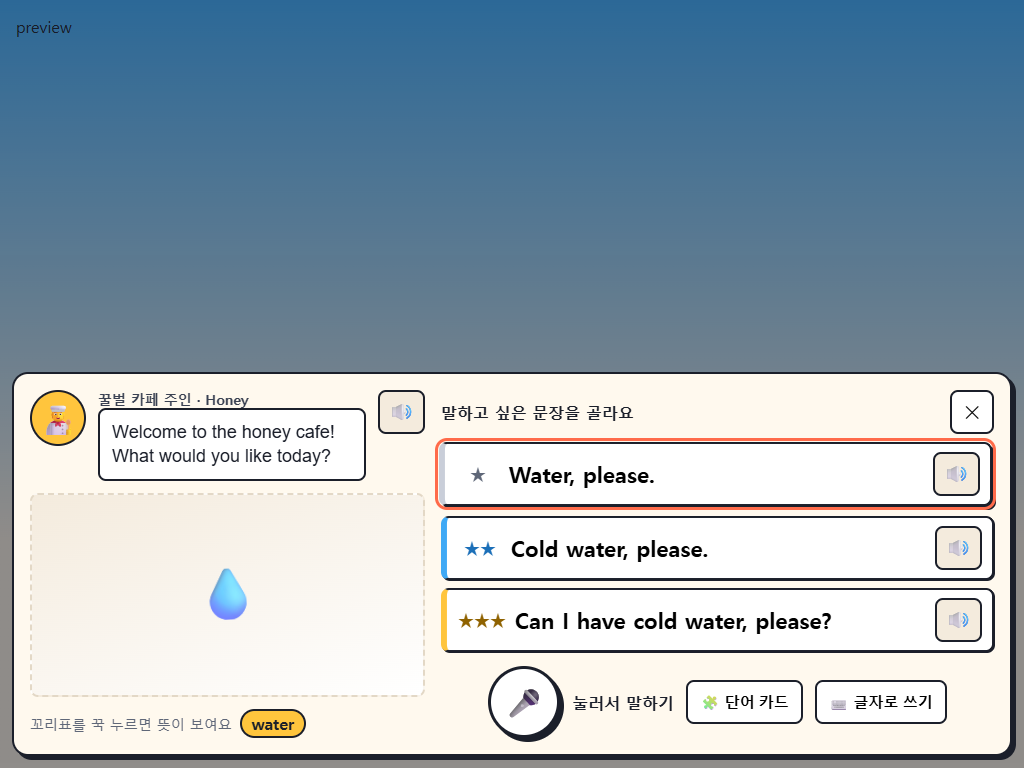 preview
꿀벌 카페 주인 · Honey
Welcome to the honey cafe!
What would you like today?
꼬리표를 꾹 누르면 뜻이 보여요 water
말하고 싶은 문장을 골라요
★ Water, please.
★★ Cold water, please.
★★★ Can I have cold water, please?
눌러서 말하기
단어 카드
글자로 쓰기